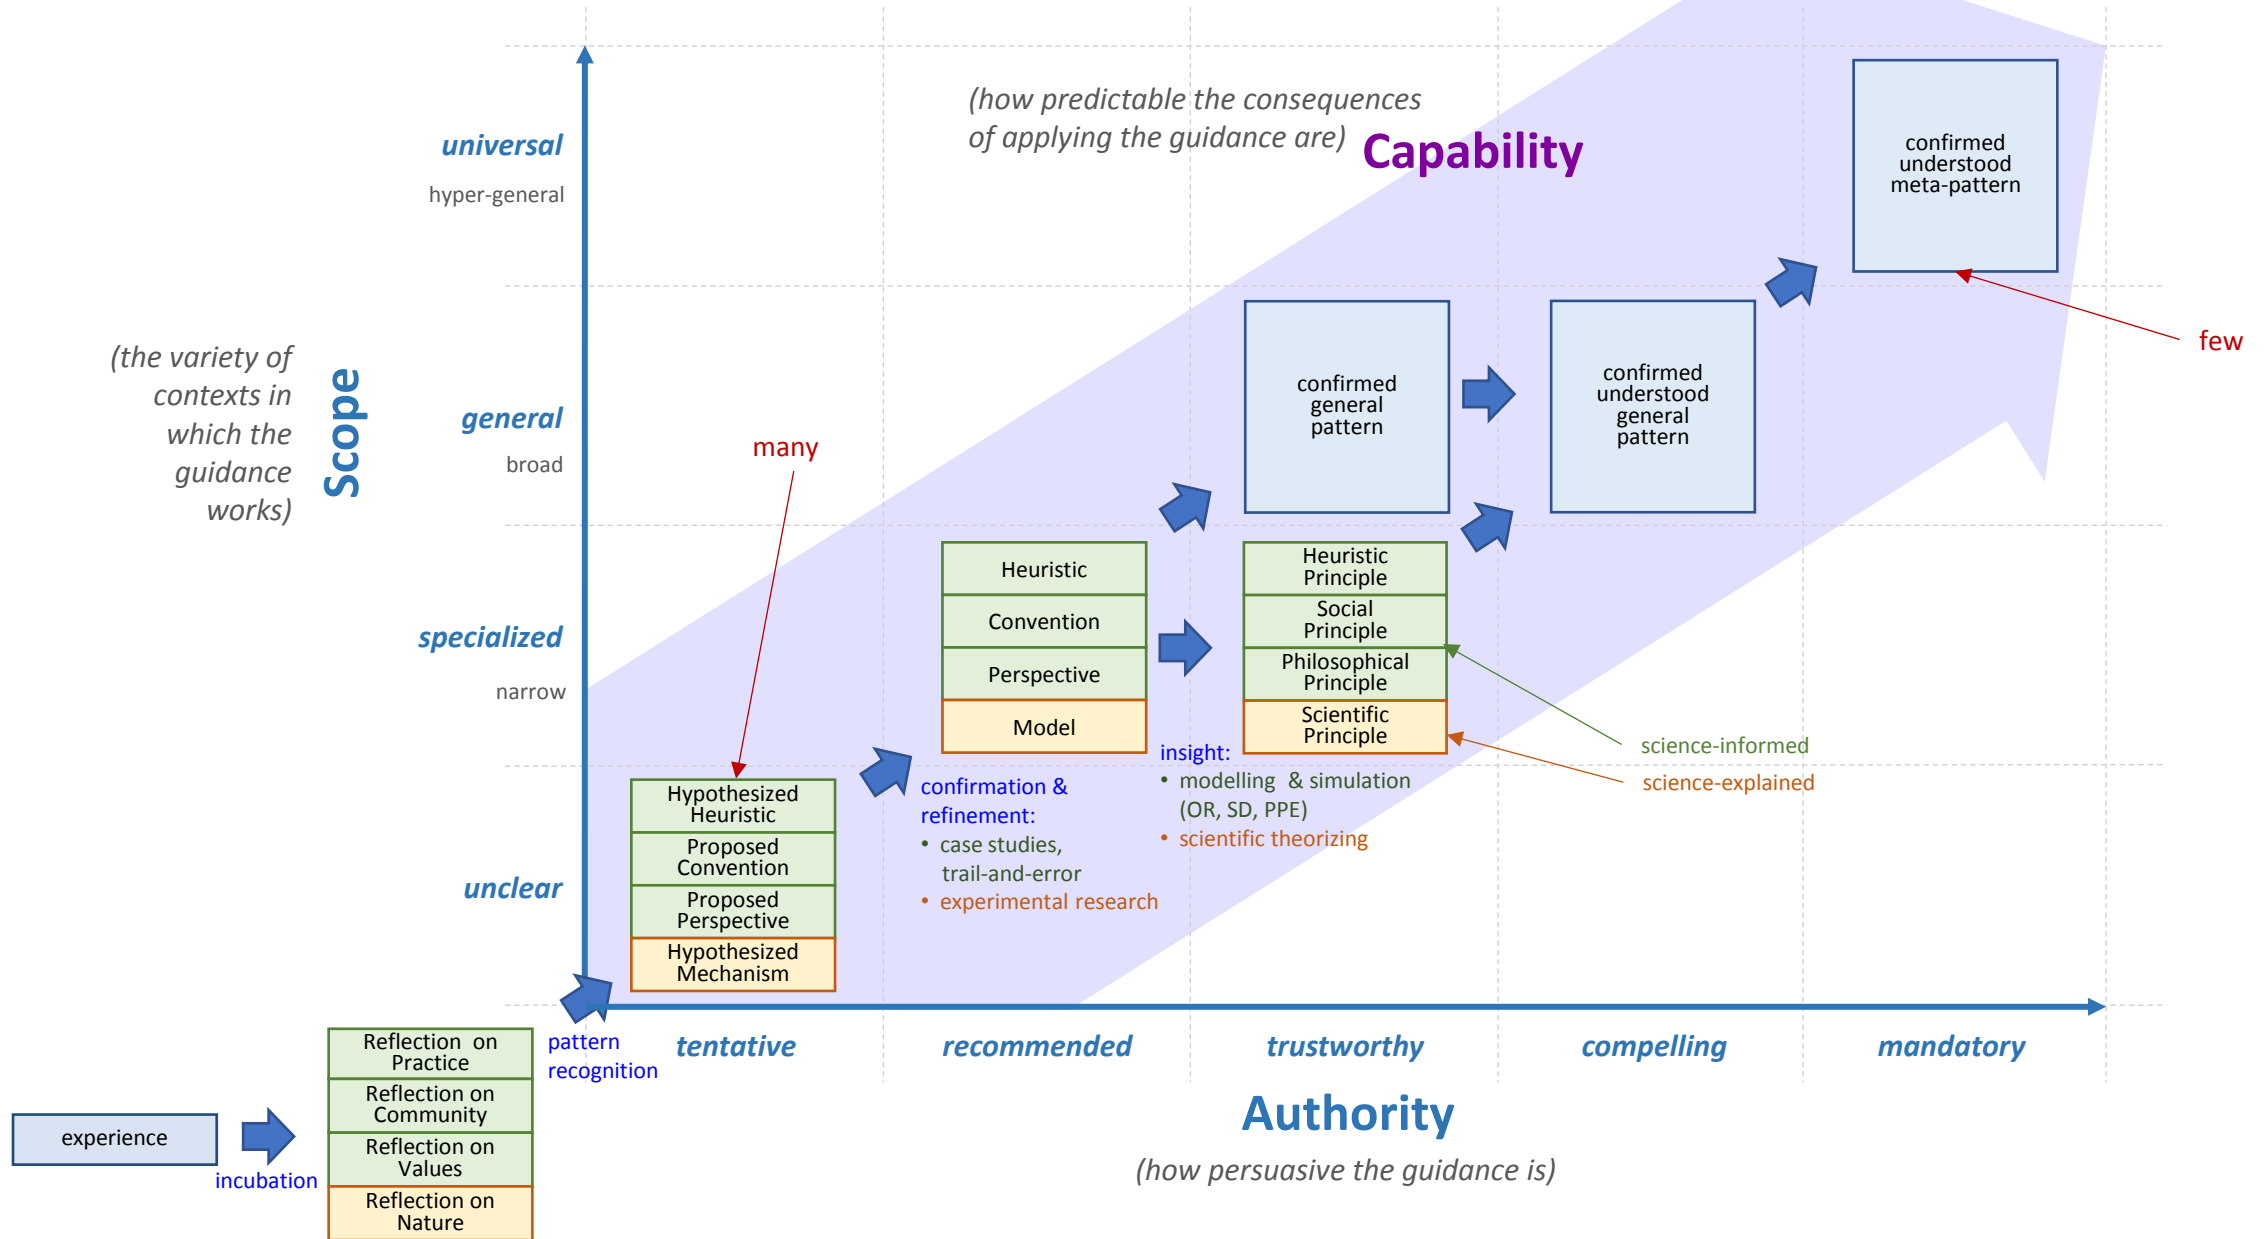 (how predictable the consequences
of applying the guidance are)
Capability
universal
hyper-general
confirmed
understood
meta-pattern
few
(the variety of
contexts in
which the
guidance
works)
Scope
general
broad
many
confirmed
general
pattern
confirmed
understood
general
pattern
specialized
narrow
Heuristic
Convention
Perspective
Model
Heuristic
Principle
Social
Principle
Philosophical
Principle
Scientific
Principle
science-informed
science-explained
insight:
• modelling & simulation
(OR, SD, PPE)
• scientific theorizing
confirmation &
refinement:
• case studies,
trail-and-error
• experimental research
unclear
Hypothesized
Heuristic
Proposed
Convention
Proposed
Perspective
Hypothesized
Mechanism
pattern
recognition
tentative
recommended
trustworthy
compelling
mandatory
Authority
(how persuasive the guidance is)
experience
incubation
Reflection on
Practice
Reflection on
Community
Reflection on
Values
Reflection on
Nature